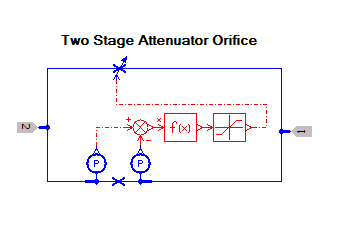 Two Stage Attenuator Orifice
+
x
f(x)
-
2
1
P
P